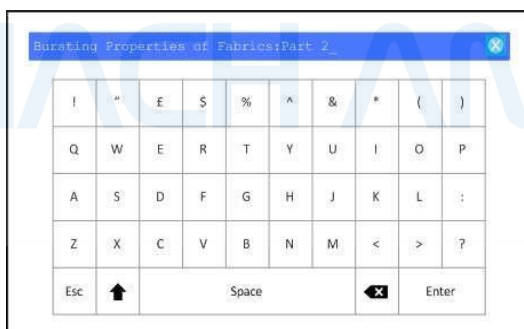 Bursting Properties of Fabrics:Part 2_
! " £ $ % ^ & * ( )
Q W E R T Y U I O P
A S D F G H J K L :
Z X C V B N M < > ?
Esc Space Enter